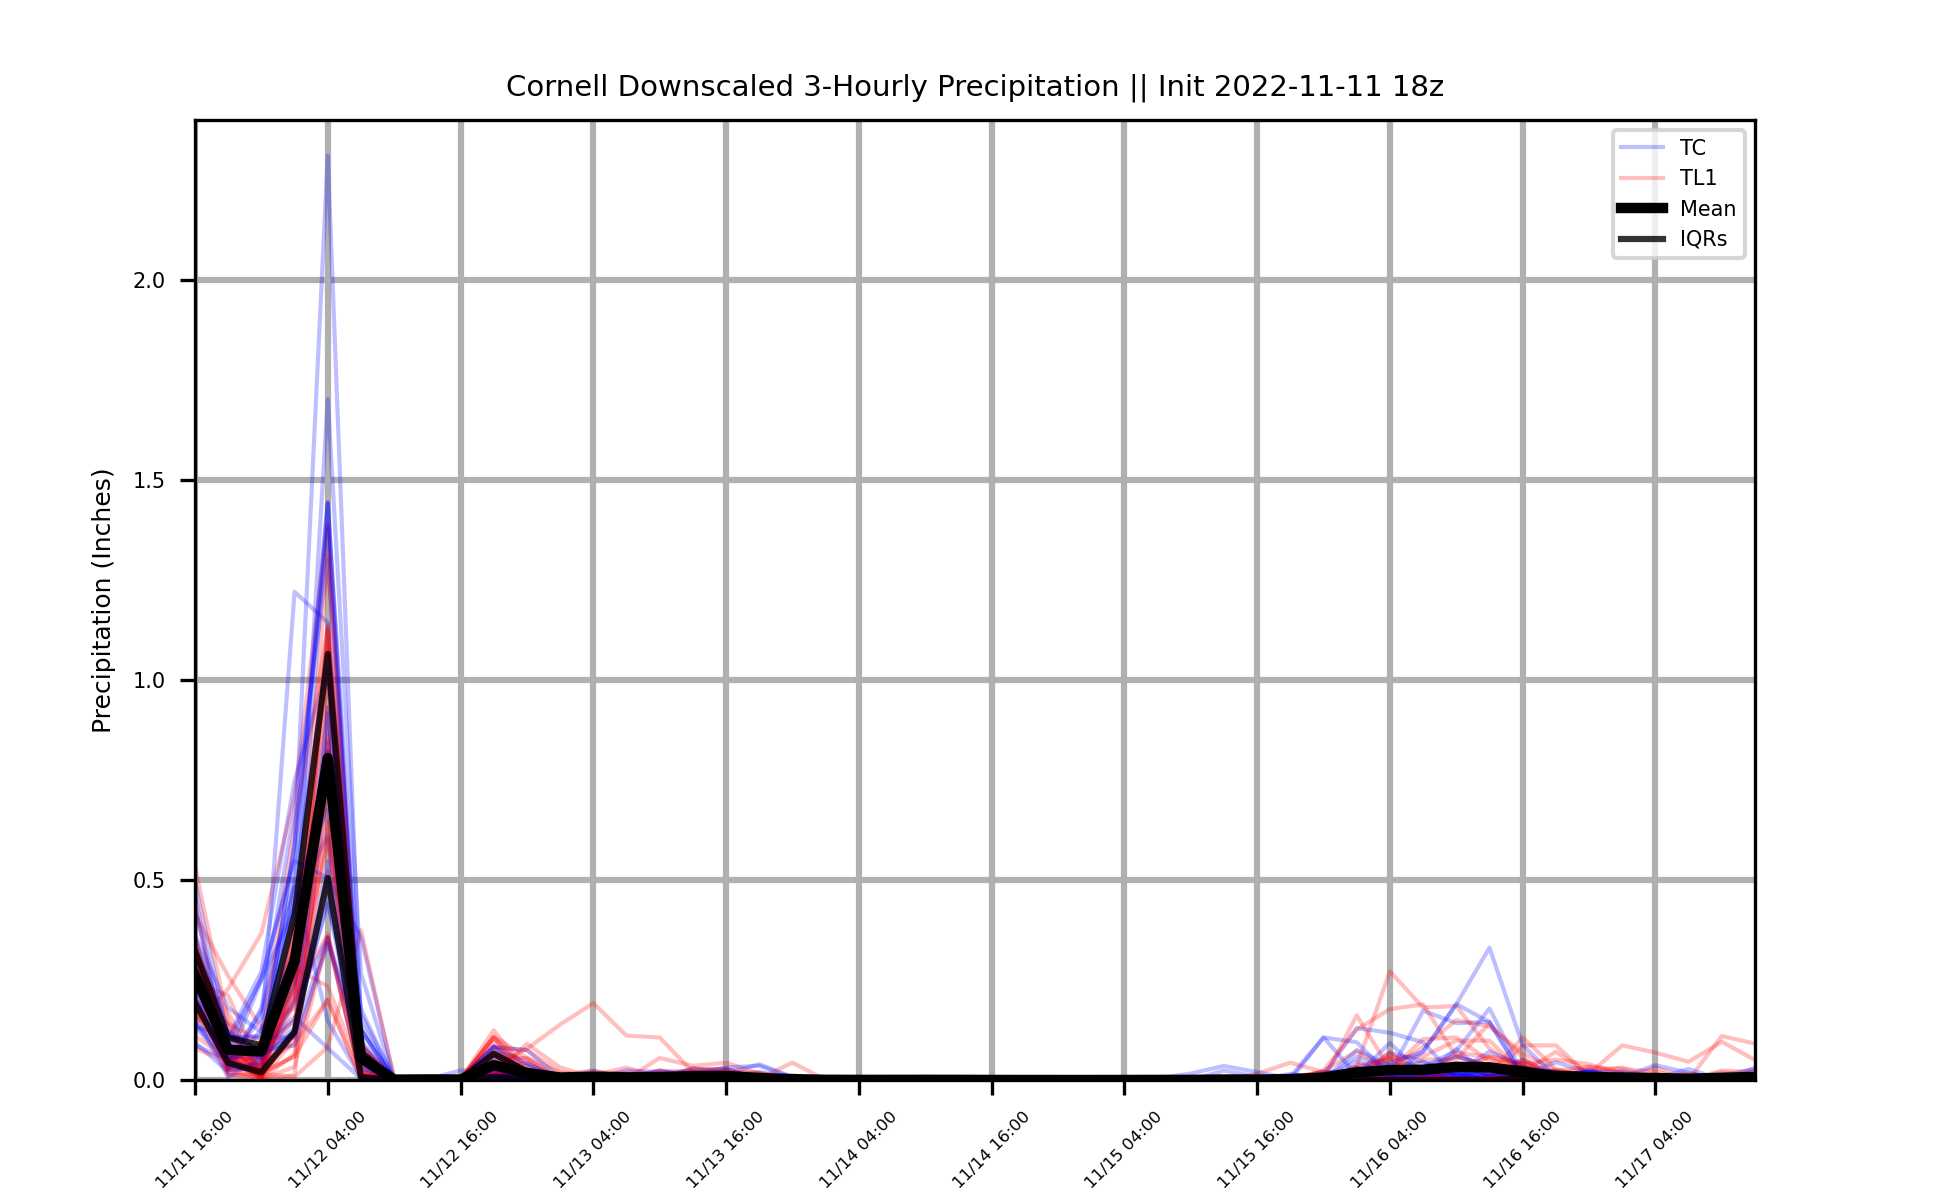 Cornell Downscaled 3-Hourly Precipitation || Init 2022-11-11 18z
TC
TL1
Mean
IQRs
Precipitation (Inches)
2.0
1.5
1.0
0.5
0.0
11/11 16:00
11/12 04:00
11/12 16:00
11/13 04:00
11/13 16:00
11/14 04:00
11/14 16:00
11/15 04:00
11/15 16:00
11/16 04:00
11/16 16:00
11/17 04:00